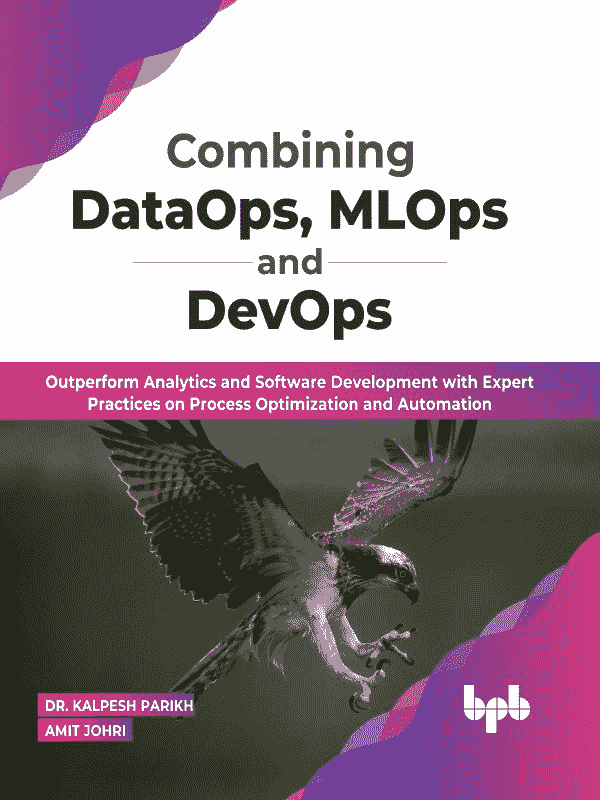 Combining
DataOps, MLOps
and
DevOps
Outperform Analytics and Software Development with Expert
Practices on Process Optimization and Automation
DR. KALPESH PARIKH
AMIT JOHRI
bpb